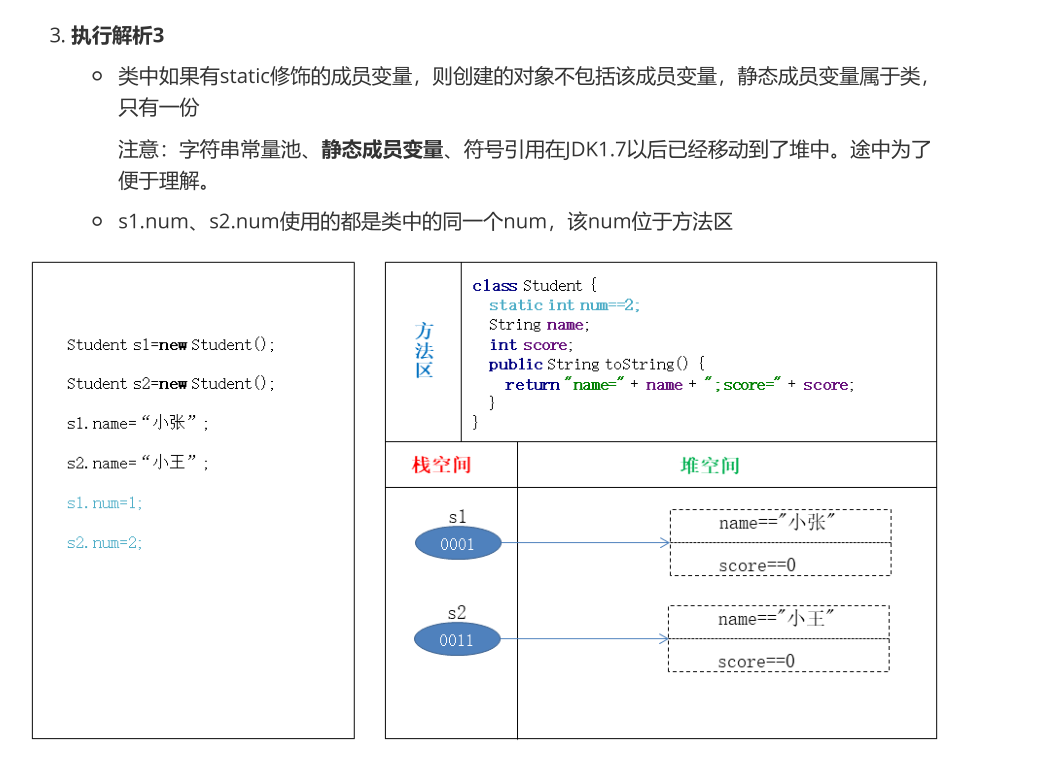 3. 执行解析3
类中如果有static修饰的成员变量，则创建的对象不包括该成员变量，静态成员变量属于类，
只有一份
注意：字符串常量池、静态成员变量、符号引用在JDK1.7以后已经移动到了堆中。途中为了
便于理解。
s1.num、s2.num使用的都是类中的同一个num，该num位于方法区
Student s1=new Student();
Student s2=new Student();
s1.name=“小张”;
s2.name=“小王”;
s1.num=1;
s2.num=2;
方法区
class Student {
static int num==2;
String name;
int score;
public String toString() {
return "name=" + name + ";score=" + score;
}
}
栈空间
堆空间
s1
0001
name=="小张"
score==0
s2
0011
name=="小王"
score==0